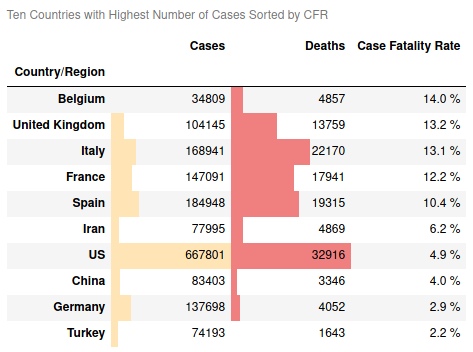 Ten Countries with Highest Number of Cases Sorted by CFR
Cases Deaths Case Fatality Rate
Country/Region
Belgium 34809 4857 14.0 %
United Kingdom 104145 13759 13.2 %
Italy 168941 22170 13.1 %
France 147091 17941 12.2 %
Spain 184948 19315 10.4 %
Iran 77995 4869 6.2 %
US 667801 32916 4.9 %
China 83403 3346 4.0 %
Germany 137698 4052 2.9 %
Turkey 74193 1643 2.2 %